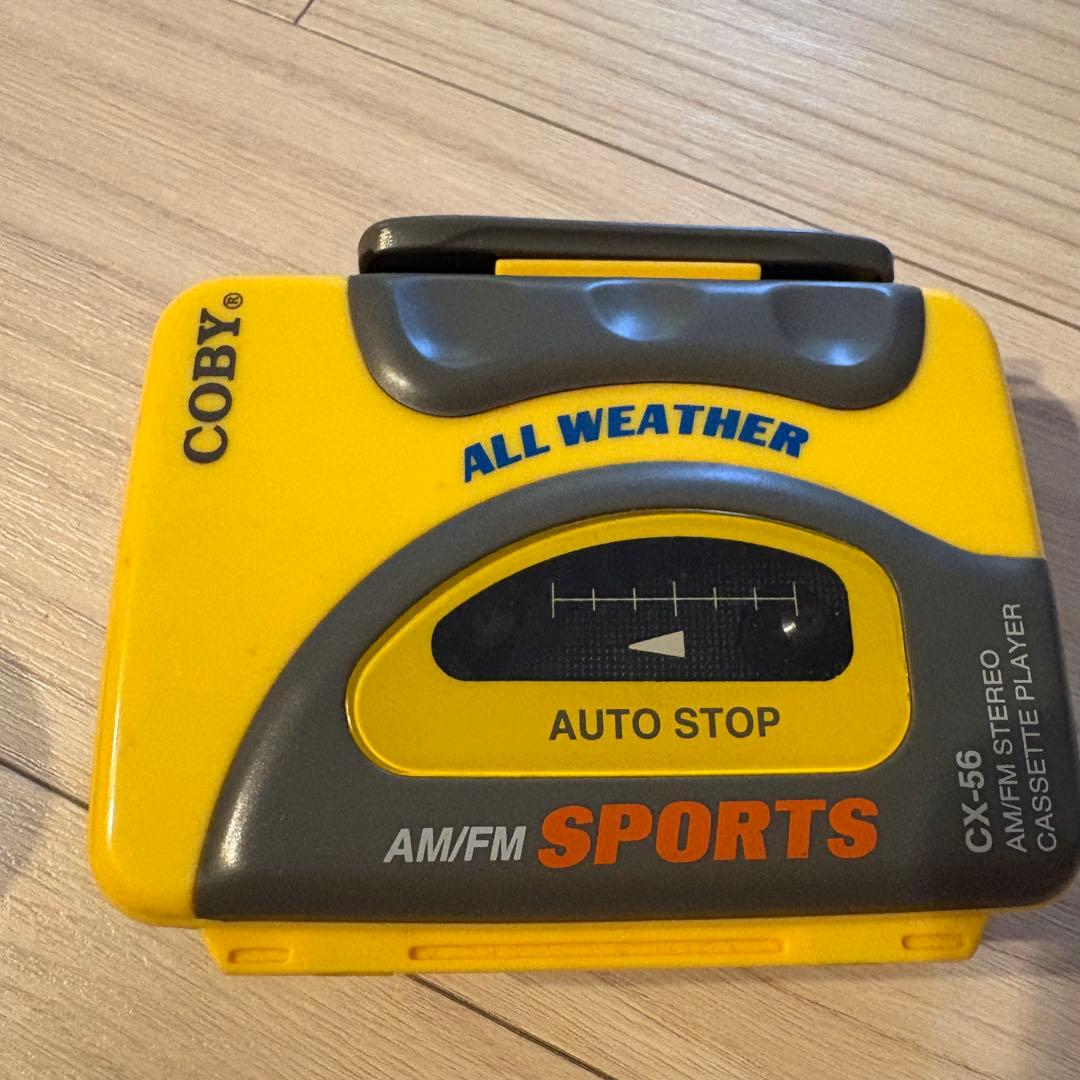 COBY®
ALL WEATHER
AUTO STOP
AM/FM SPORTS
CX-56
AM/FM STEREO
CASSETTE PLAYER